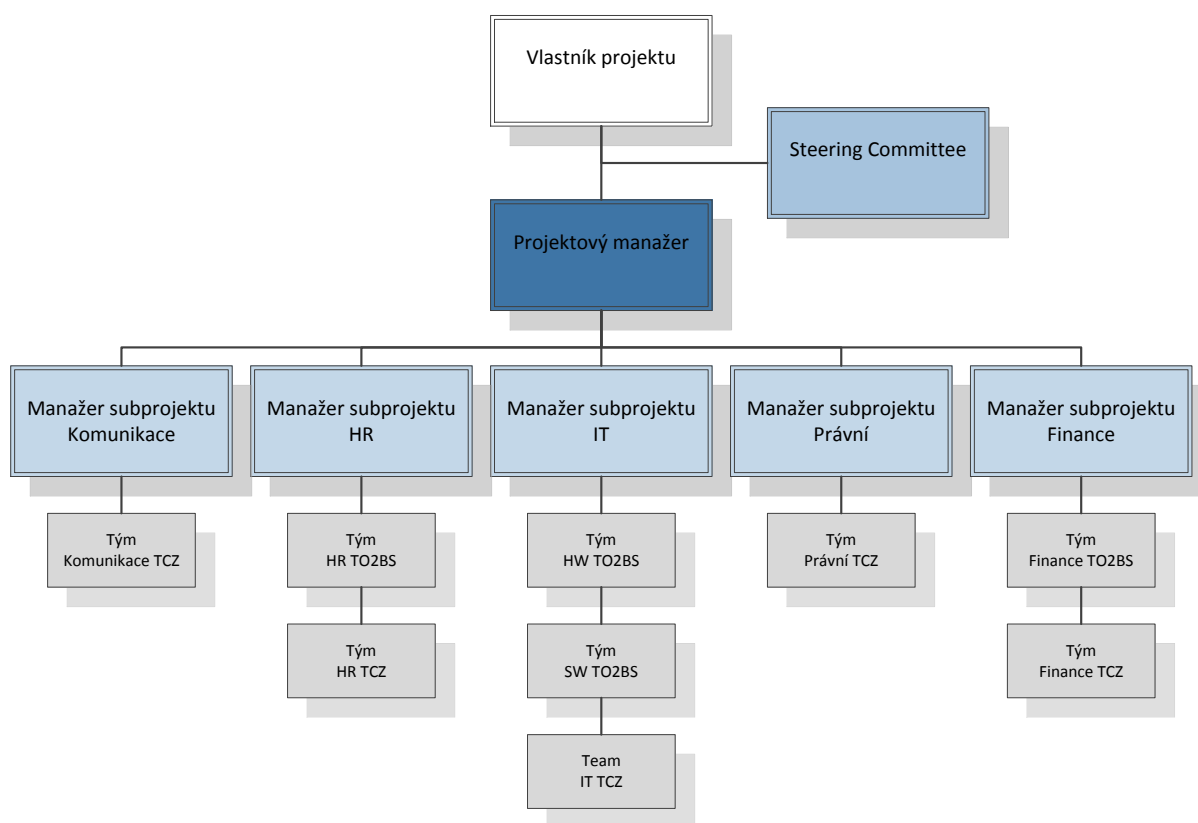 Vlastník projektu
Steering Committee
Projektový manažer
Manažer subprojektu
Komunikace
Manažer subprojektu
HR
Manažer subprojektu
IT
Manažer subprojektu
Právní
Manažer subprojektu
Finance
Tým
Komunikace TCZ
Tým
HR TO2BS
Tým
HW TO2BS
Tým
Právní TCZ
Tým
Finance TO2BS
Tým
HR TCZ
Tým
SW TO2BS
Tým
Finance TCZ
Team
IT TCZ